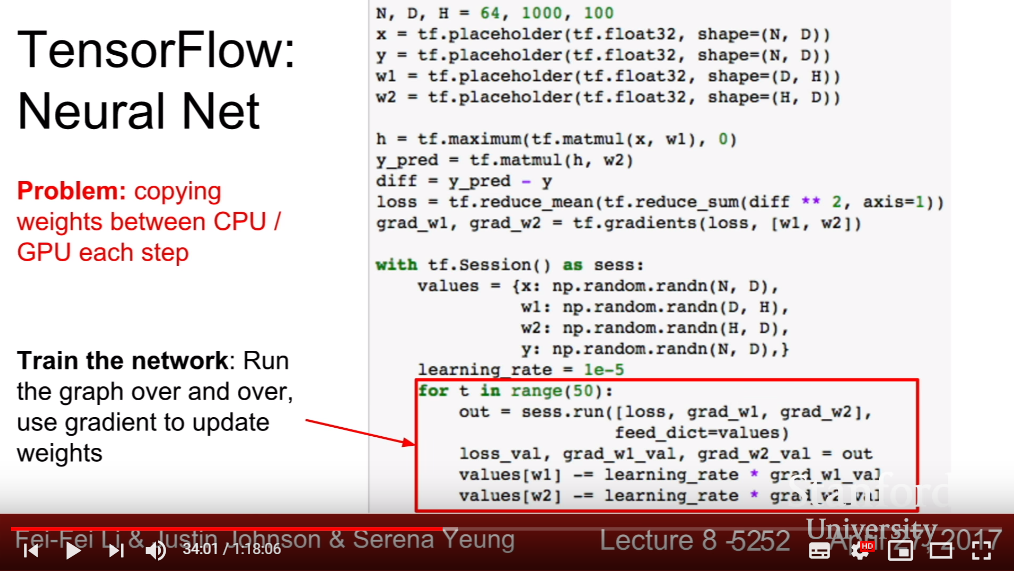 TensorFlow:
Neural Net
Problem: copying
weights between CPU /
GPU each step
Train the network: Run
the graph over and over,
use gradient to update
weights
N, D, H = 64, 1000, 100
x = tf.placeholder(tf.float32, shape=(N, D))
y = tf.placeholder(tf.float32, shape=(N, D))
w1 = tf.placeholder(tf.float32, shape=(D, H))
w2 = tf.placeholder(tf.float32, shape=(H, D))
h = tf.maximum(tf.matmul(x, w1), 0)
y_pred = tf.matmul(h, w2)
diff = y_pred - y
loss = tf.reduce_mean(tf.reduce_sum(diff ** 2, axis=1))
grad_w1, grad_w2 = tf.gradients(loss, [w1, w2])
with tf.Session() as sess:
values = {x: np.random.randn(N, D),
w1: np.random.randn(D, H),
w2: np.random.randn(H, D),
y: np.random.randn(N, D),}
learning_rate = 1e-5
for t in range(50):
out = sess.run([loss, grad_w1, grad_w2],
feed_dict=values)
loss_val, grad_w1_val, grad_w2_val = out
values[w1] -= learning_rate * grad_w1_val
values[w2] -= learning_rate * grad_w2_val
Stanford
University
Fei-Fei Li & Justin Johnson & Serena Yeung
Lecture 8 -
April 27, 2017
34:01 / 1:18:06
HD